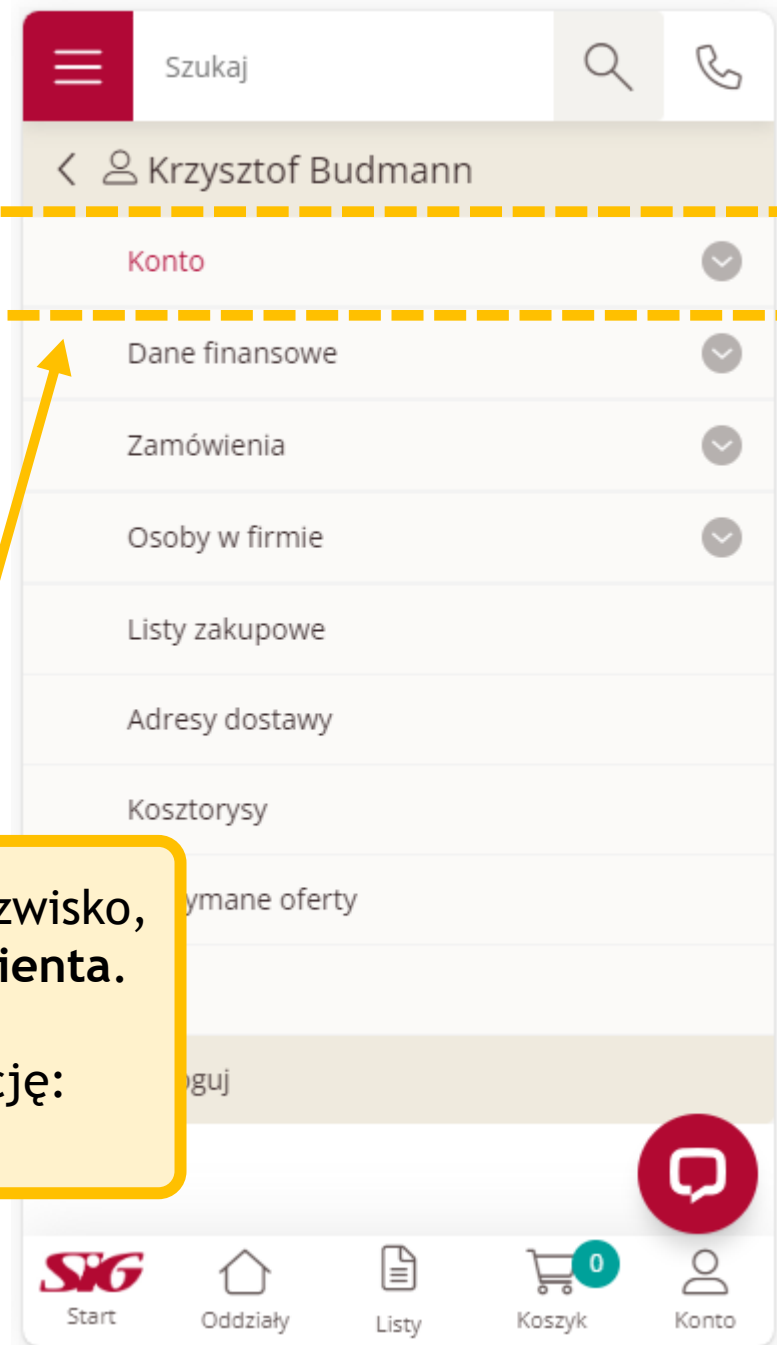 Szukaj
Krzysztof Budmann
Konto
Dane finansowe
Zamówienia
Osoby w firmie
Listy zakupowe
Adresy dostawy
Kosztorysy
zwisko,
ymane oferty
ienta.
cję:
oguj
SIG
0
Start
Oddziały
Listy
Koszyk
Konto